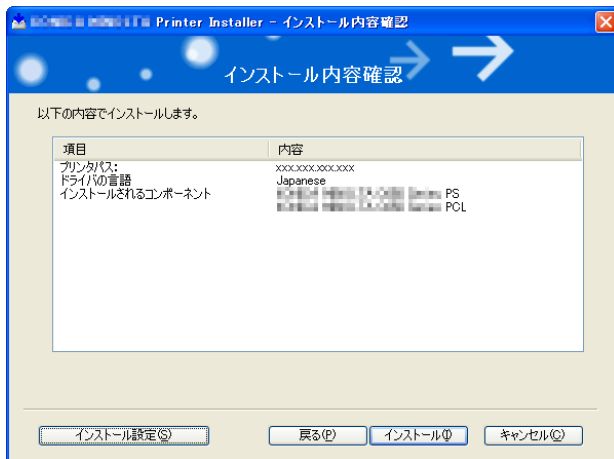 Printer Installer - インストール内容確認
インストール内容確認
以下の内容でインストールします。
項目 内容
プリンタパス: xxx.xxx.xxx.xxx
ドライバの言語 Japanese
インストールされるコンポーネント PS
PCL
インストール設定(S) 戻る(P) インストール(I) キャンセル(C)